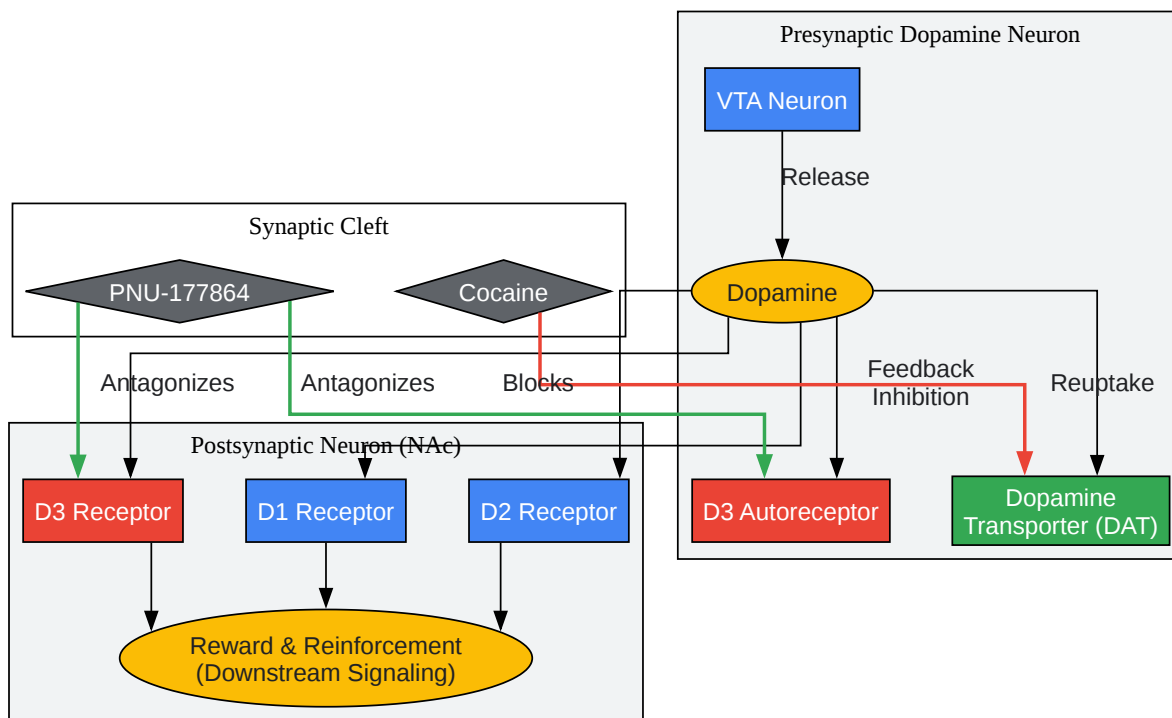 Presynaptic Dopamine Neuron
VTA Neuron
Release
Synaptic Cleft
PNU-177864
Cocaine
Dopamine
Antagonizes
Antagonizes
Blocks
Feedback
Inhibition
Reuptake
Postsynaptic Neuron (NAc)
D3 Receptor
D1 Receptor
D2 Receptor
D3 Autoreceptor
Dopamine
Transporter (DAT)
Reward & Reinforcement
(Downstream Signaling)